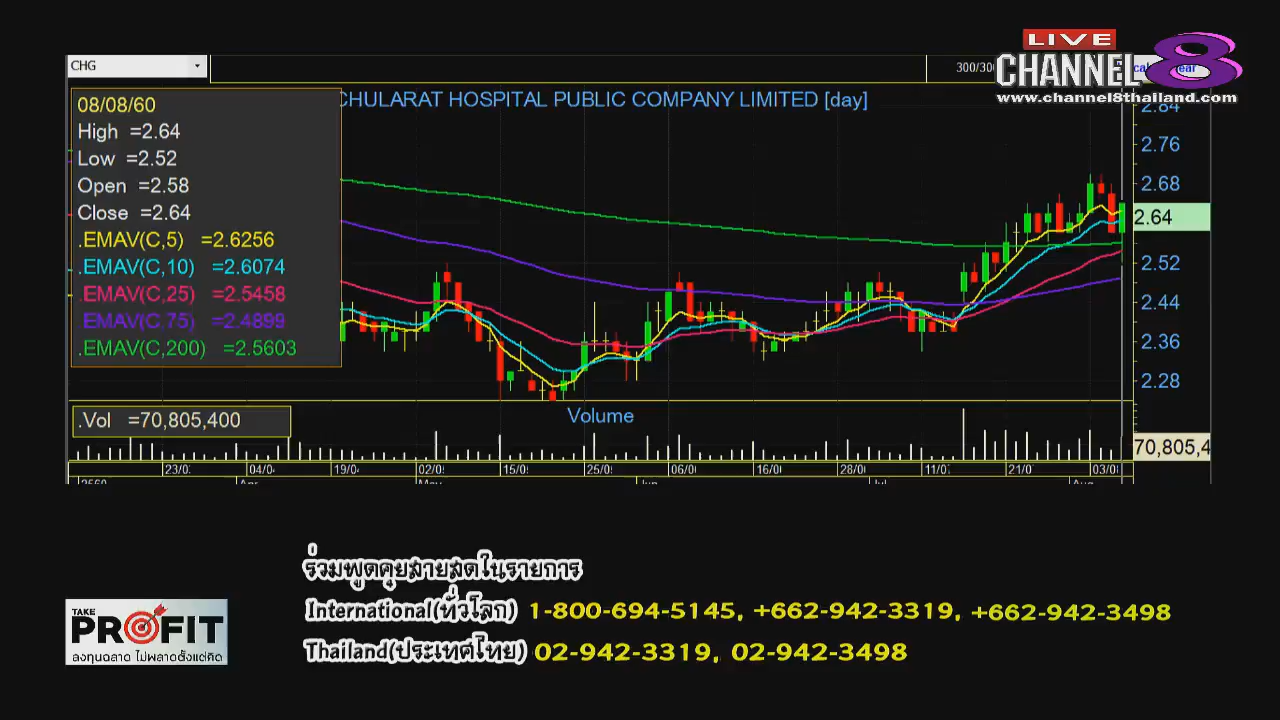 LIVE
CHANNEL 8
www.channel8thailand.com
CHG
300/300
CHULARAT HOSPITAL PUBLIC COMPANY LIMITED [day]
08/08/60
High =2.64
Low =2.52
Open =2.58
Close =2.64
.EMAV(C,5) =2.6256
.EMAV(C,10) =2.6074
.EMAV(C,25) =2.5458
.EMAV(C,75) =2.4899
.EMAV(C,200) =2.5603
2.84
2.76
2.68
2.64
2.52
2.44
2.36
2.28
.Vol =70,805,400
Volume
70,805,4
23/0 04/0 19/0 02/0 15/0 25/0 06/0 16/0 28/0 11/0 21/0 03/0
2560 Apr May Jun Jul Aug
ร่วมพูดคุยสายสดในรายการ
International(ทั่วโลก) 1-800-694-5145, +662-942-3319, +662-942-3498
Thailand(ประเทศไทย) 02-942-3319, 02-942-3498
TAKE
PROFIT
ลงทุนฉลาด ไม่พลาดตั้งแต่คิด